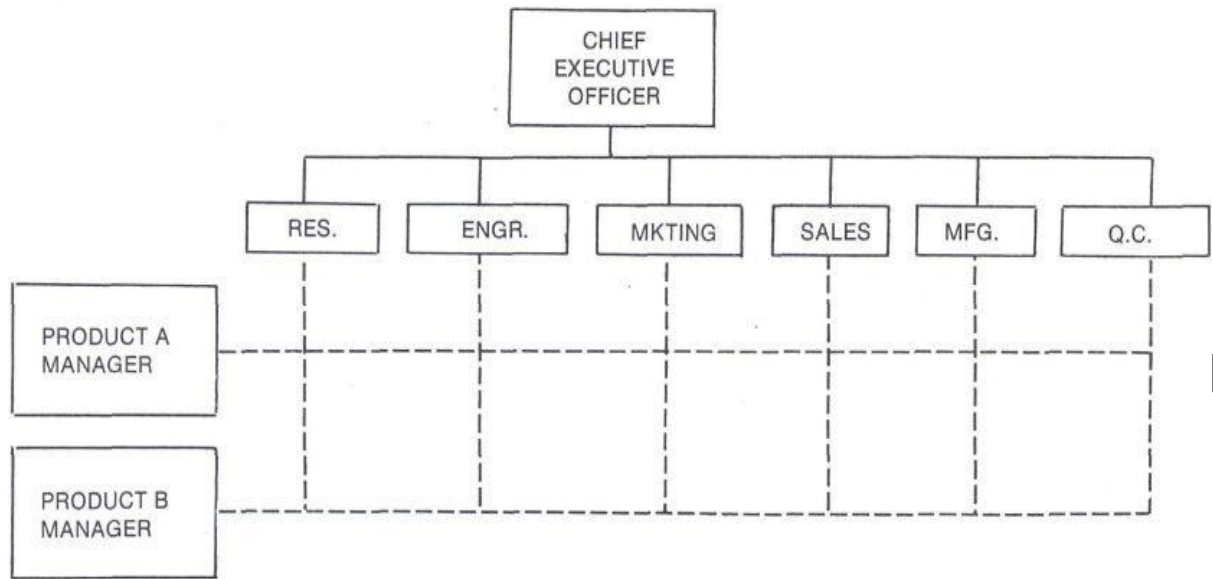 CHIEF
EXECUTIVE
OFFICER
RES.
ENGR.
MKTING
SALES
MFG.
Q.C.
PRODUCT A
MANAGER
PRODUCT B
MANAGER